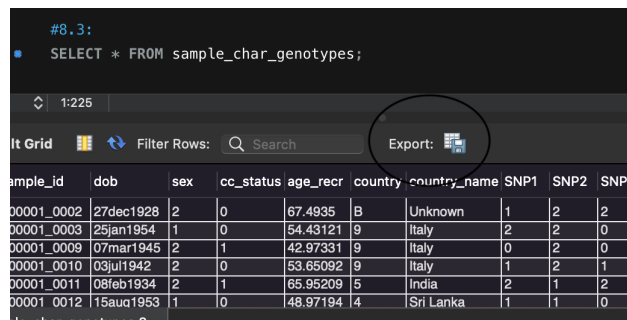 #8.3:
SELECT * FROM sample_char_genotypes;
1:225
lt Grid Filter Rows: Search Export:
ample_id dob sex cc_status age_recr country country_name SNP1 SNP2 SNP
00001_0002 27dec1928 2 0 67.4935 B Unknown 1 2 2
00001_0003 25jan1954 1 0 54.43121 9 Italy 2 2 0
00001_0009 07mar1945 2 1 42.97331 9 Italy 0 2 0
00001_0010 03jul1942 2 0 53.65092 9 Italy 1 2 1
00001_0011 08feb1934 2 1 65.95209 5 India 2 1 2
00001_0012 15aug1953 1 0 48.97194 4 Sri Lanka 1 1 0